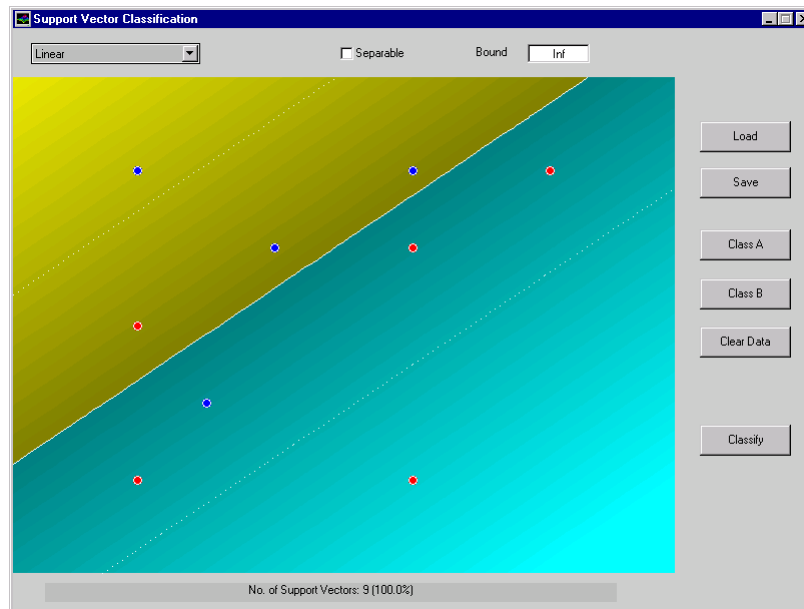 Support Vector Classification
Linear
Separable
Bound
Inf
Load
Save
Class A
Class B
Clear Data
Classify
No. of Support Vectors: 9 (100.0%)